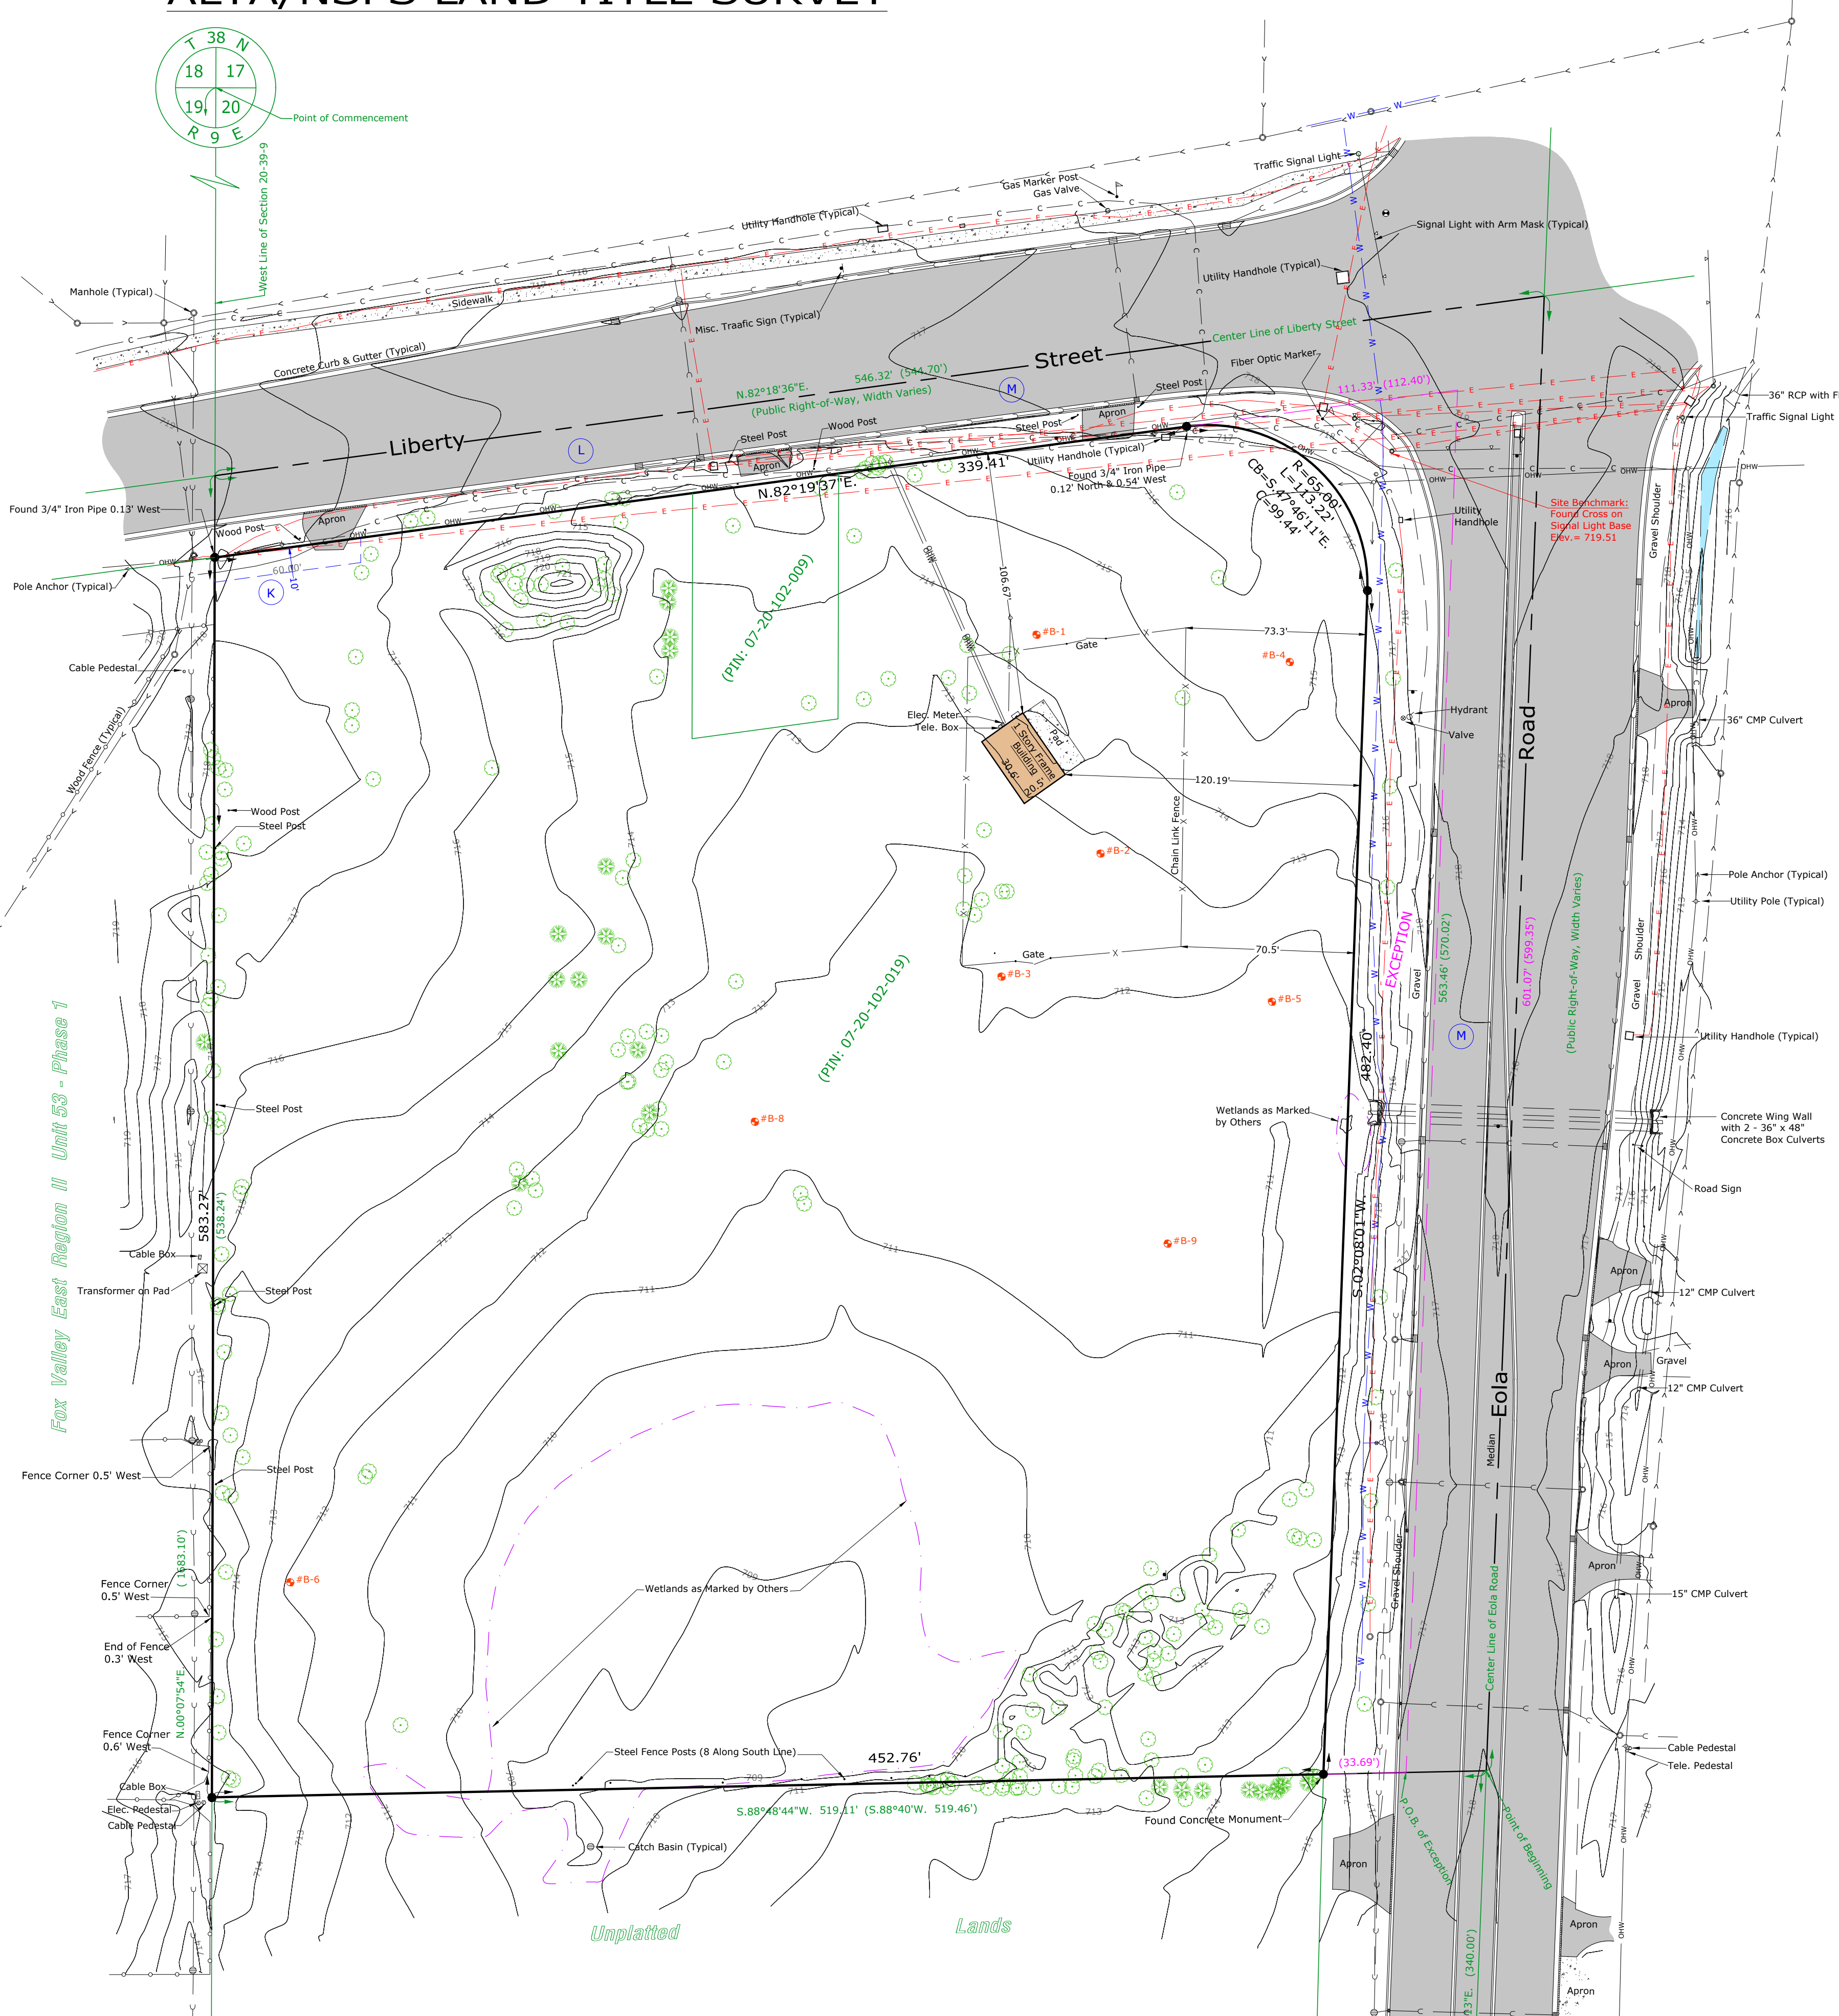 ALTA/NSPS LAND TITLE SURVEY
T 38 N
18 17
19 20
R 9 E
Point of Commencement
West Line of Section 20-39-9
Traffic Signal Light
Gas Marker Post
Gas Valve
Utility Handhole (Typical)
Signal Light with Arm Mask (Typical)
Utility Handhole (Typical)
Manhole (Typical)
Sidewalk
Misc. Traafic Sign (Typical)
Concrete Curb & Gutter (Typical)
Center Line of Liberty Street
Fiber Optic Marker
Liberty Street
N.82°18'36"E. 546.32' (544.70')
(Public Right-of-Way, Width Varies)
M
L
111.33' (112.40')
36" RCP with F
Traffic Signal Light
Steel Post
Apron
Steel Post
Wood Post
Steel Post
Apron
Utility Handhole (Typical)
339.41'
N.82°19'37"E.
Found 3/4" Iron Pipe
0.12' North & 0.54' West
R=65.00'
L=113.22'
CB=S.47°46'11"E.
C=99.44'
Site Benchmark:
Found Cross on
Signal Light Base
Elev.= 719.51
Utility
Handhole
Gravel Shoulder
Found 3/4" Iron Pipe 0.13' West
Wood Post
Apron
Pole Anchor (Typical)
60.00'
10'
K
(PIN: 07-20-102-009)
106.67'
#B-1
Gate
73.3'
#B-4
Cable Pedestal
Wood Fence (Typical)
Elec. Meter
Tele. Box
1 Story Frame
Building
30.6'
20.5'
Pad
Hydrant
Valve
Apron
36" CMP Culvert
Road
120.19'
Wood Post
Steel Post
Chain Link Fence
#B-2
Pole Anchor (Typical)
Utility Pole (Typical)
EXCEPTION
Gravel
563.46' (570.02')
601.07' (599.35')
(Public Right-of-Way, Width Varies)
Gravel Shoulder
Gate
70.5'
#B-3
#B-5
(PIN: 07-20-102-019)
Fox Valley East Region II Unit 53 - Phase 1
M
482.40'
Utility Handhole (Typical)
Steel Post
#B-8
Wetlands as Marked
by Others
Concrete Wing Wall
with 2 - 36" x 48"
Concrete Box Culverts
Road Sign
583.27'
(538.24')
#B-9
S.02°08'01"W.
Cable Box
Transformer on Pad
Steel Post
Apron
12" CMP Culvert
Apron
Gravel
12" CMP Culvert
Eola
Median
Fence Corner 0.5' West
Steel Post
(1683.10')
#B-6
Fence Corner
0.5' West
Wetlands as Marked by Others
Gravel Shoulder
Center Line of Eola Road
Apron
15" CMP Culvert
End of Fence
0.3' West
N.00°07'54"E.
Fence Corner
0.6' West
Steel Fence Posts (8 Along South Line)
452.76'
(33.69')
Cable Pedestal
Tele. Pedestal
Cable Box
Elec. Pedestal
Cable Pedestal
S.88°48'44"W. 519.11' (S.88°40'W. 519.46')
Found Concrete Monument
P.O.B. of Exception
Point of Beginning
Catch Basin (Typical)
Apron
Unplatted Lands
Apron
Apron
13"E. (340.00')